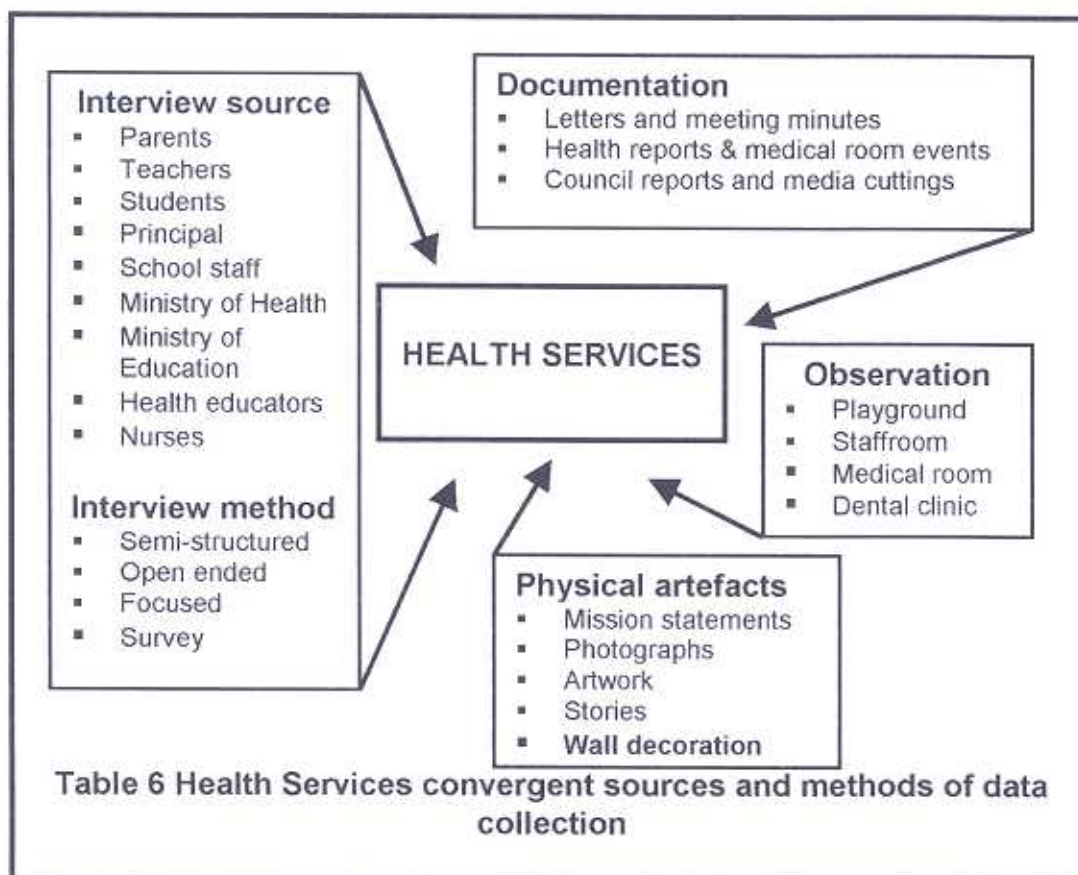 Interview source
▪ Parents
▪ Teachers
▪ Students
▪ Principal
▪ School staff
▪ Ministry of Health
▪ Ministry of
Education
▪ Health educators
▪ Nurses
Interview method
▪ Semi-structured
▪ Open ended
▪ Focused
▪ Survey
Documentation
▪ Letters and meeting minutes
▪ Health reports & medical room events
▪ Council reports and media cuttings
HEALTH SERVICES
Observation
▪ Playground
▪ Staffroom
▪ Medical room
▪ Dental clinic
Physical artefacts
▪ Mission statements
▪ Photographs
▪ Artwork
▪ Stories
▪ Wall decoration
Table 6 Health Services convergent sources and methods of data
collection